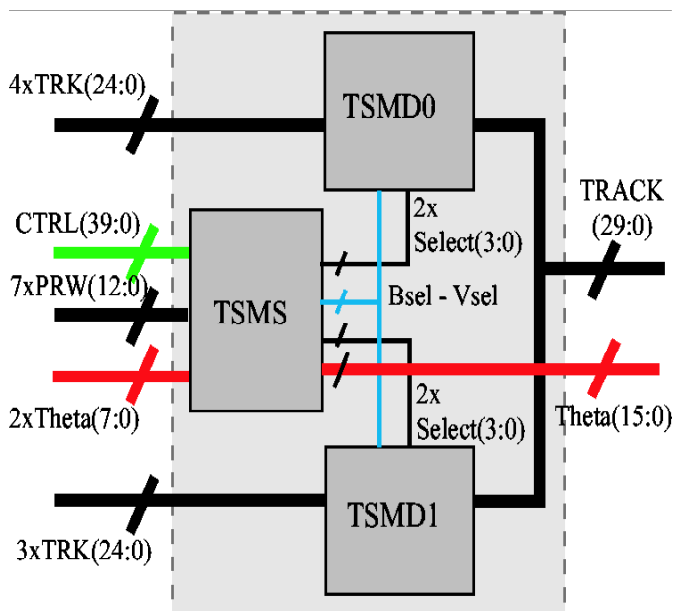 4xTRK(24:0)
TSMD0
2x
Select(3:0)
TRACK
(29:0)
CTRL(39:0)
7xPRW(12:0)
TSMS
Bsel - Vsel
2xTheta(7:0)
2x
Select(3:0)
Theta(15:0)
TSMD1
3xTRK(24:0)